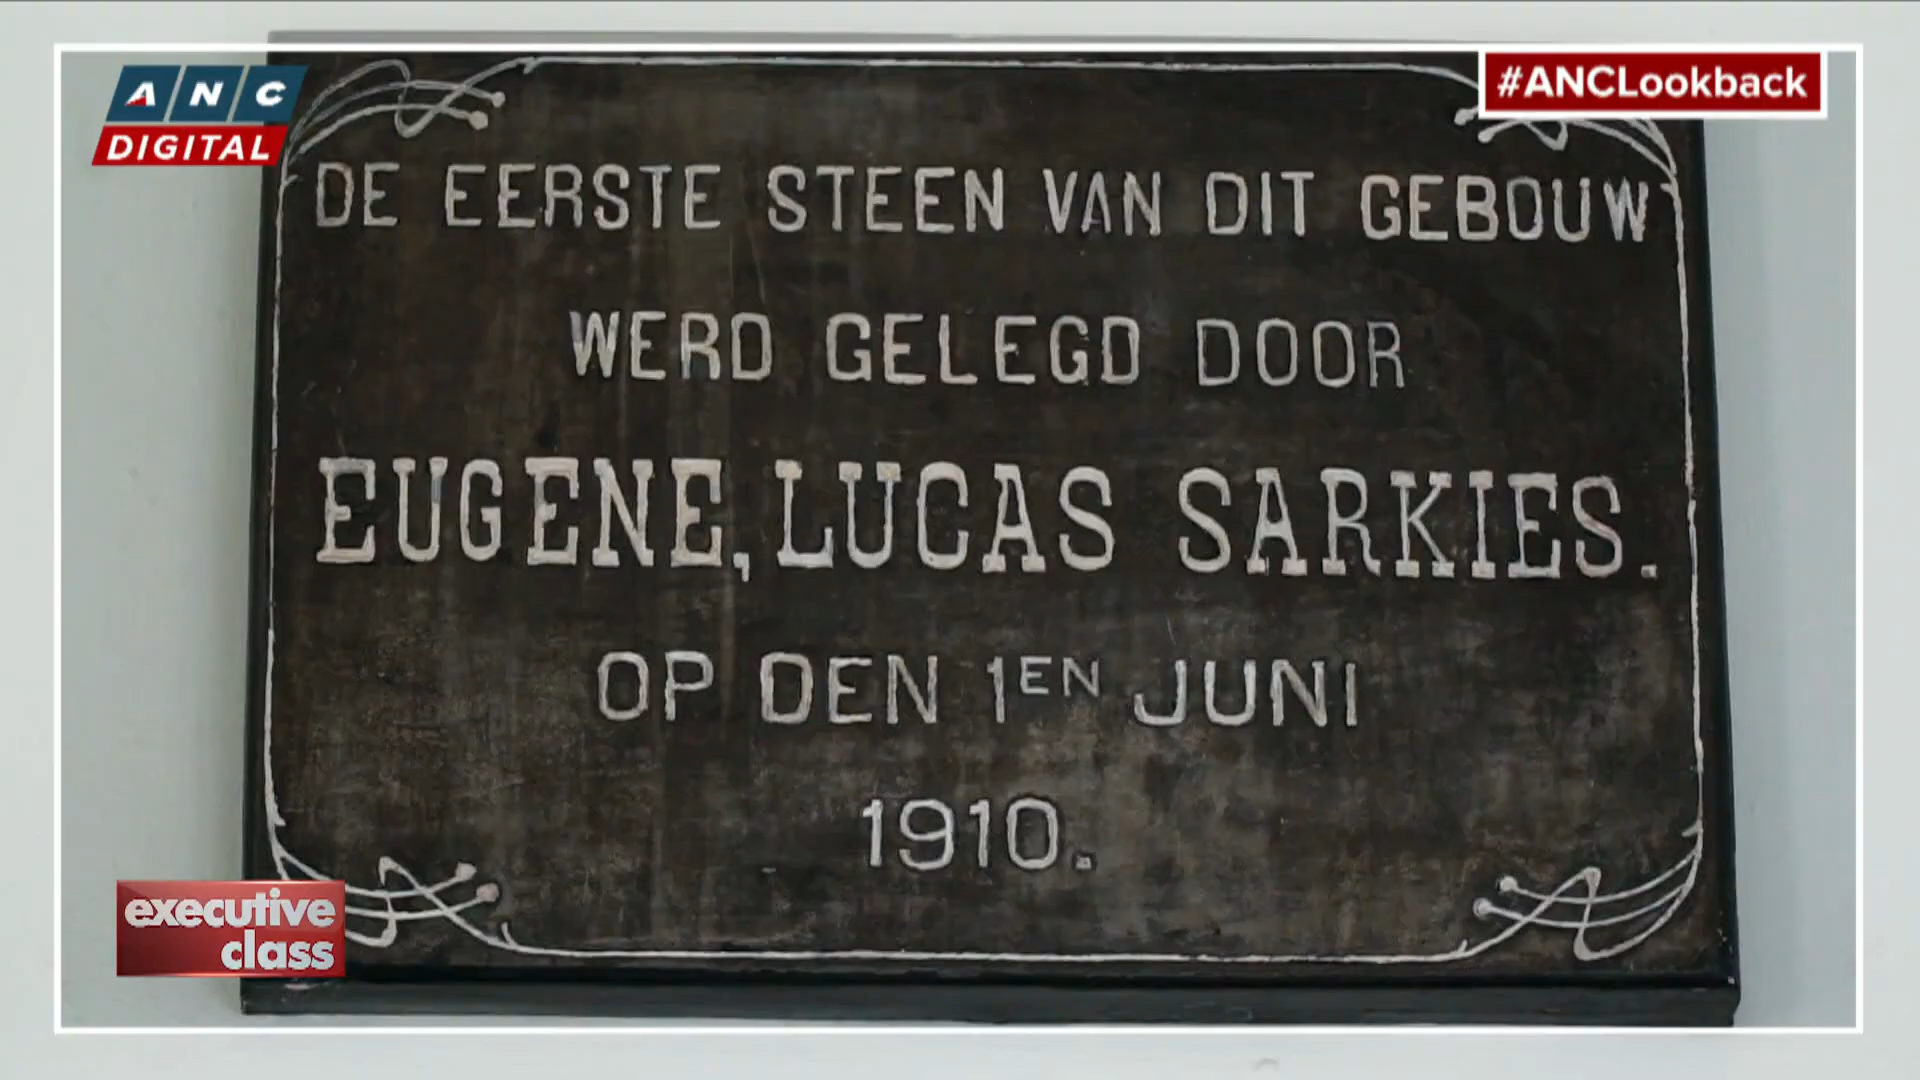 ANC
DIGITAL
#ANCLookback
DE EERSTE STEEN VAN DIT GEBOUW
WERD GELEGD DOOR
EUGENE, LUCAS SARKIES.
OP DEN 1EN JUNI
1910.
executive
class